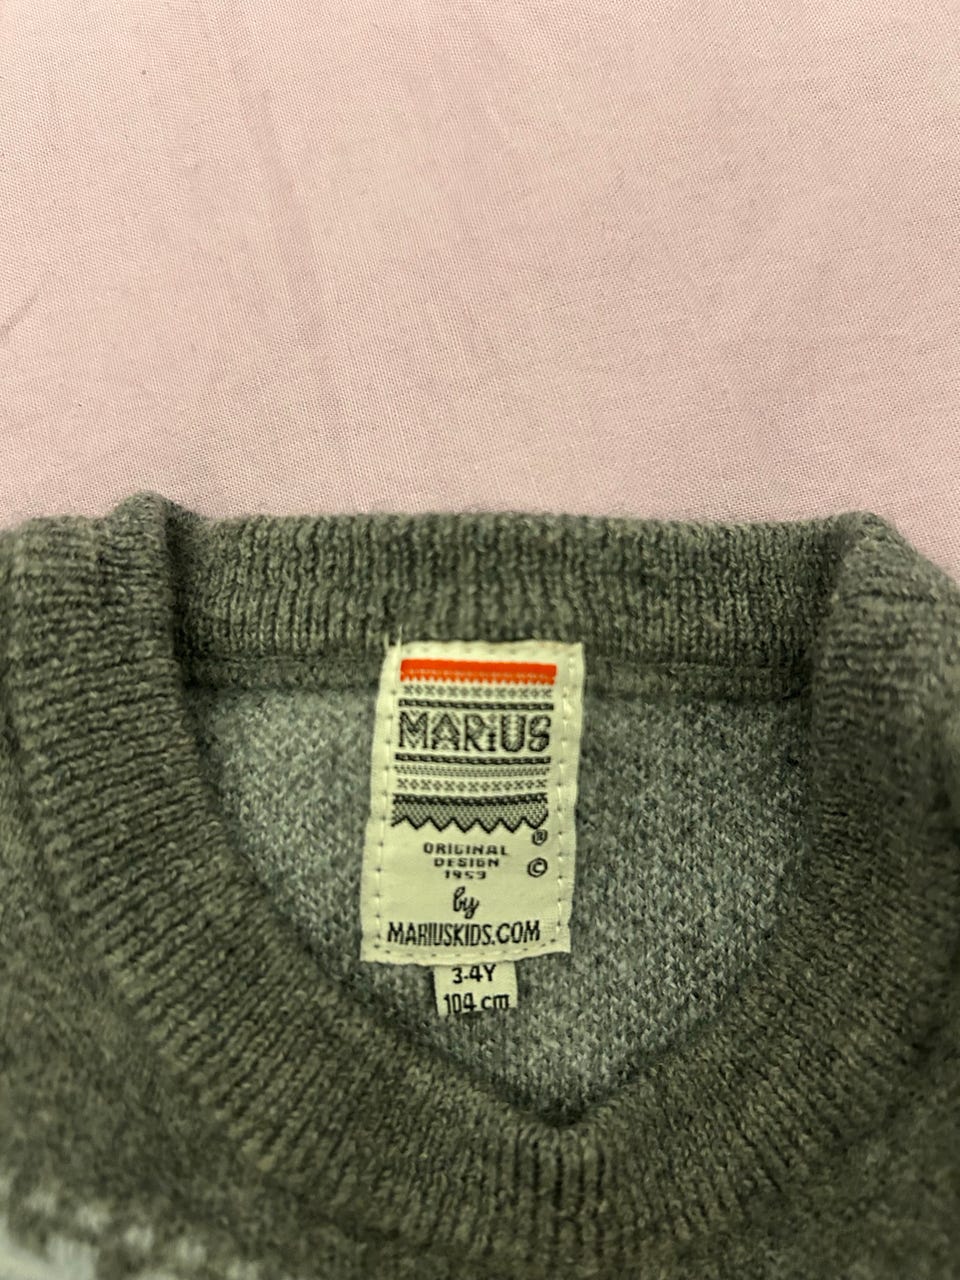 MARiUS
®
ORIGINAL
DESIGN ©
1953
by
MARIUSKIDS.COM
3-4Y
104 cm